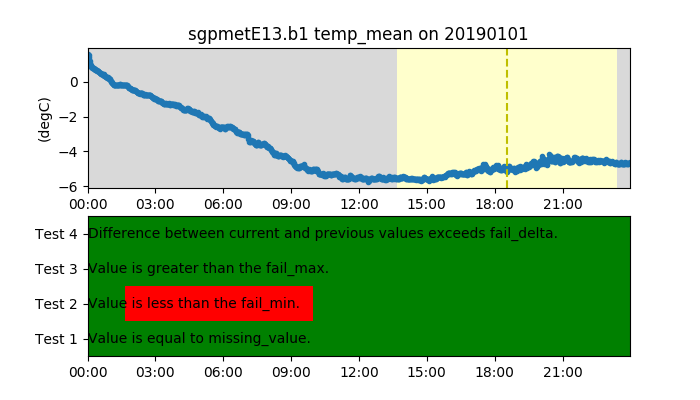 sgpmetE13.b1 temp_mean on 20190101
(degC)
0
−2
−4
−6
00:00 03:00 06:00 09:00 12:00 15:00 18:00 21:00
Test 4 Difference between current and previous values exceeds fail_delta.
Test 3 Value is greater than the fail_max.
Test 2 Value is less than the fail_min.
Test 1 Value is equal to missing_value.
00:00 03:00 06:00 09:00 12:00 15:00 18:00 21:00